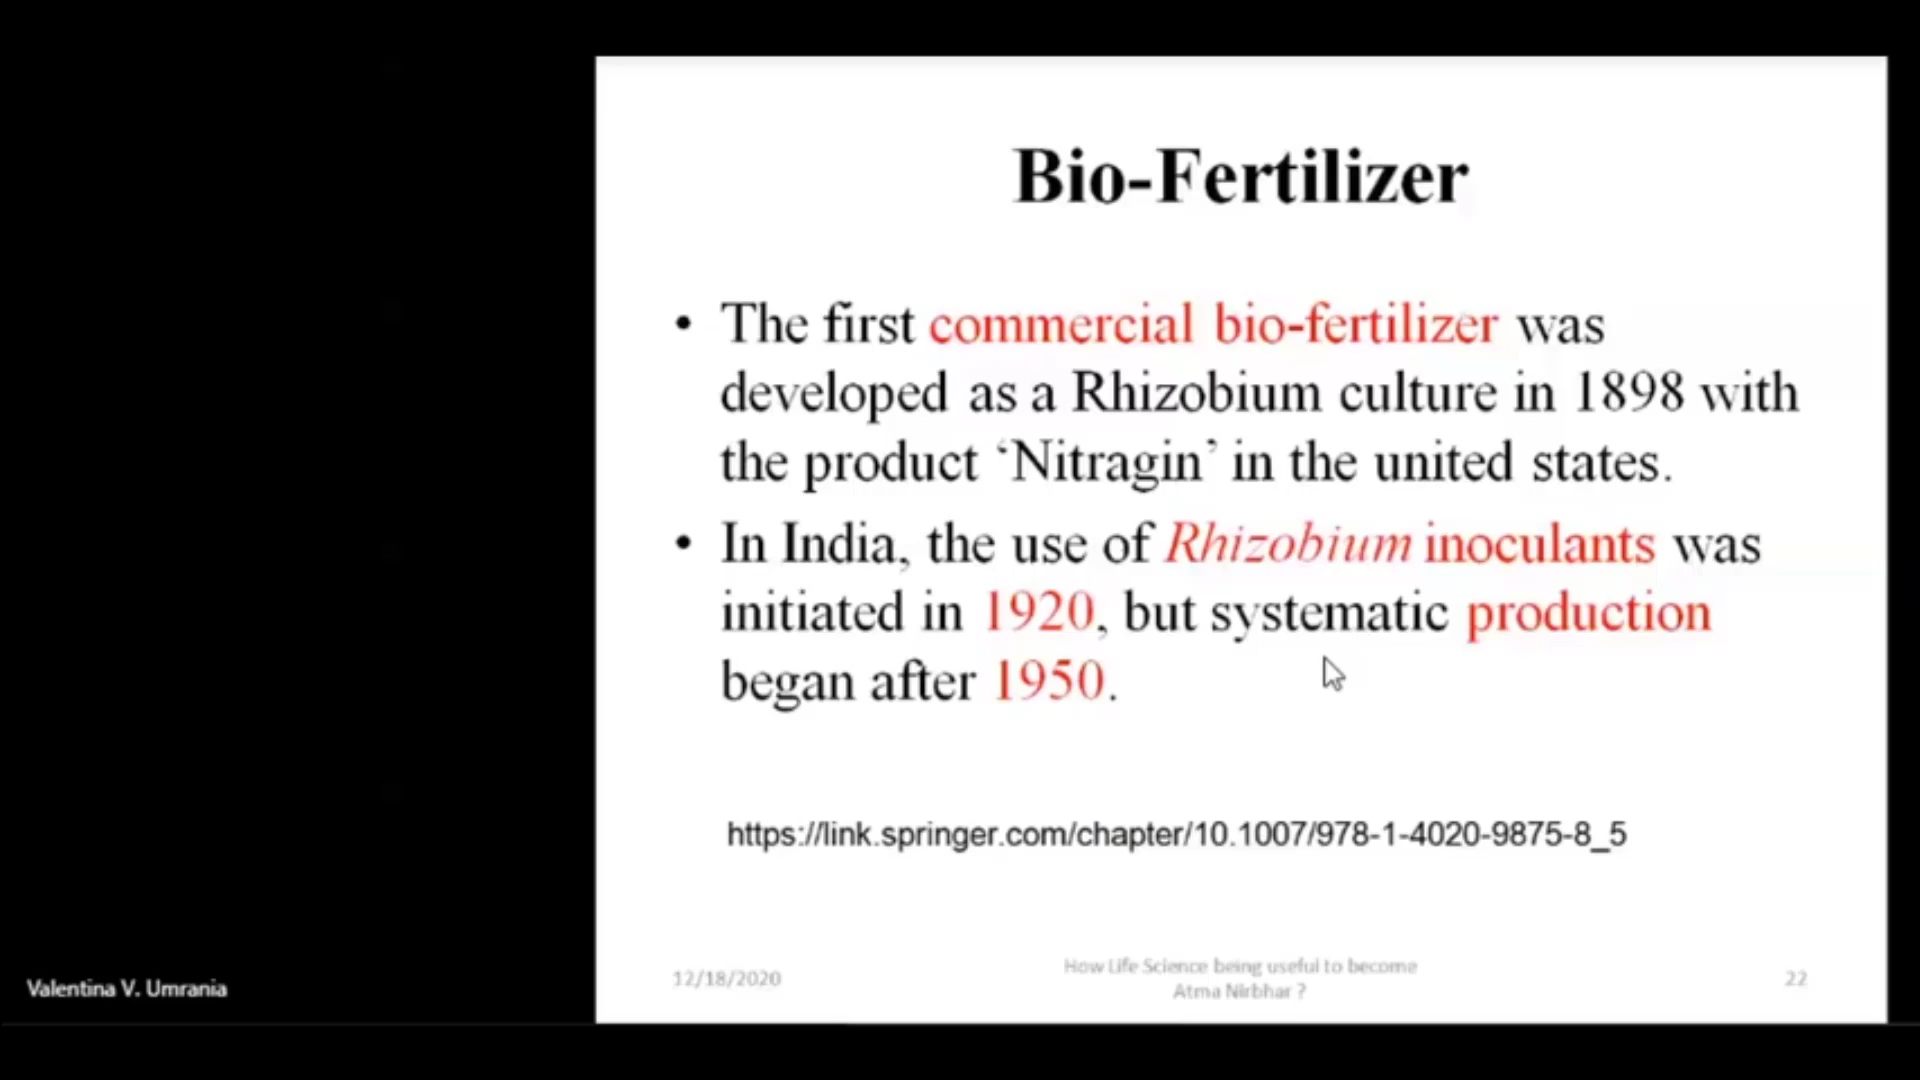 Bio-Fertilizer
• The first commercial bio-fertilizer was
developed as a Rhizobium culture in 1898 with
the product ‘Nitragin’ in the united states.
• In India, the use of Rhizobium inoculants was
initiated in 1920, but systematic production
began after 1950.
https://link.springer.com/chapter/10.1007/978-1-4020-9875-8_5
Valentina V. Umrania
12/18/2020
How Life Science being useful to become
Atma Nirbhar ?
22